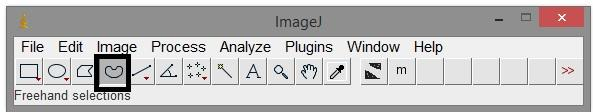 ImageJ
File Edit Image Process Analyze Plugins Window Help
A m >>
Freehand selections